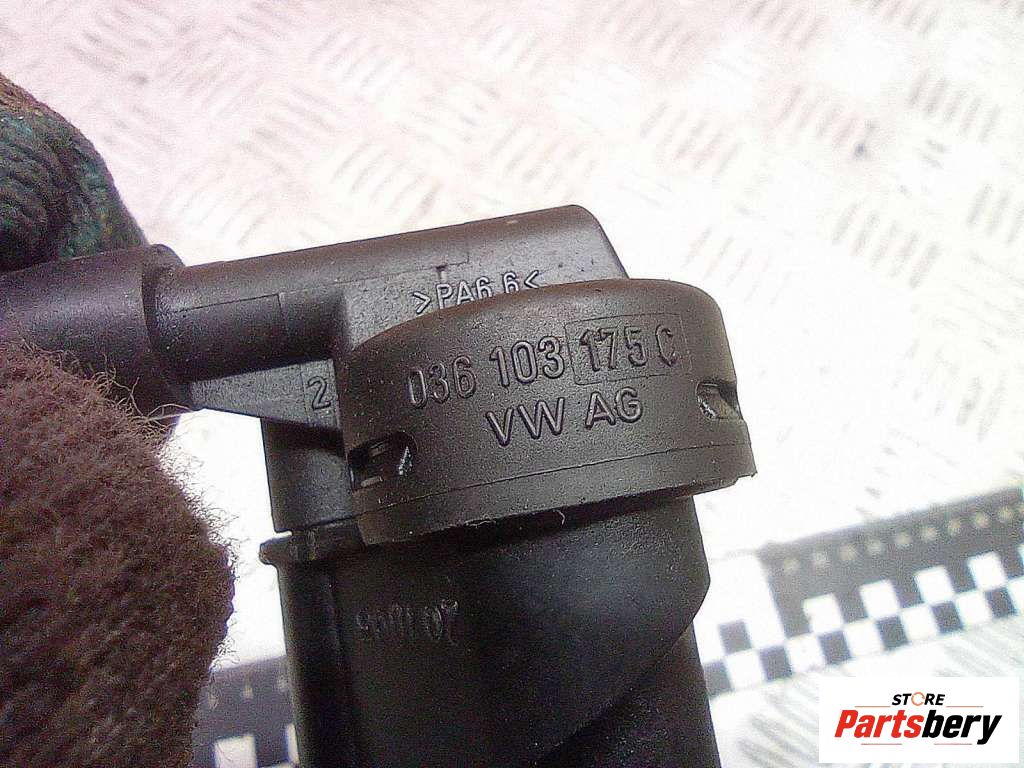 >PA6.6<
036 103 175 C
VW AG
2
STORE
Partsbery